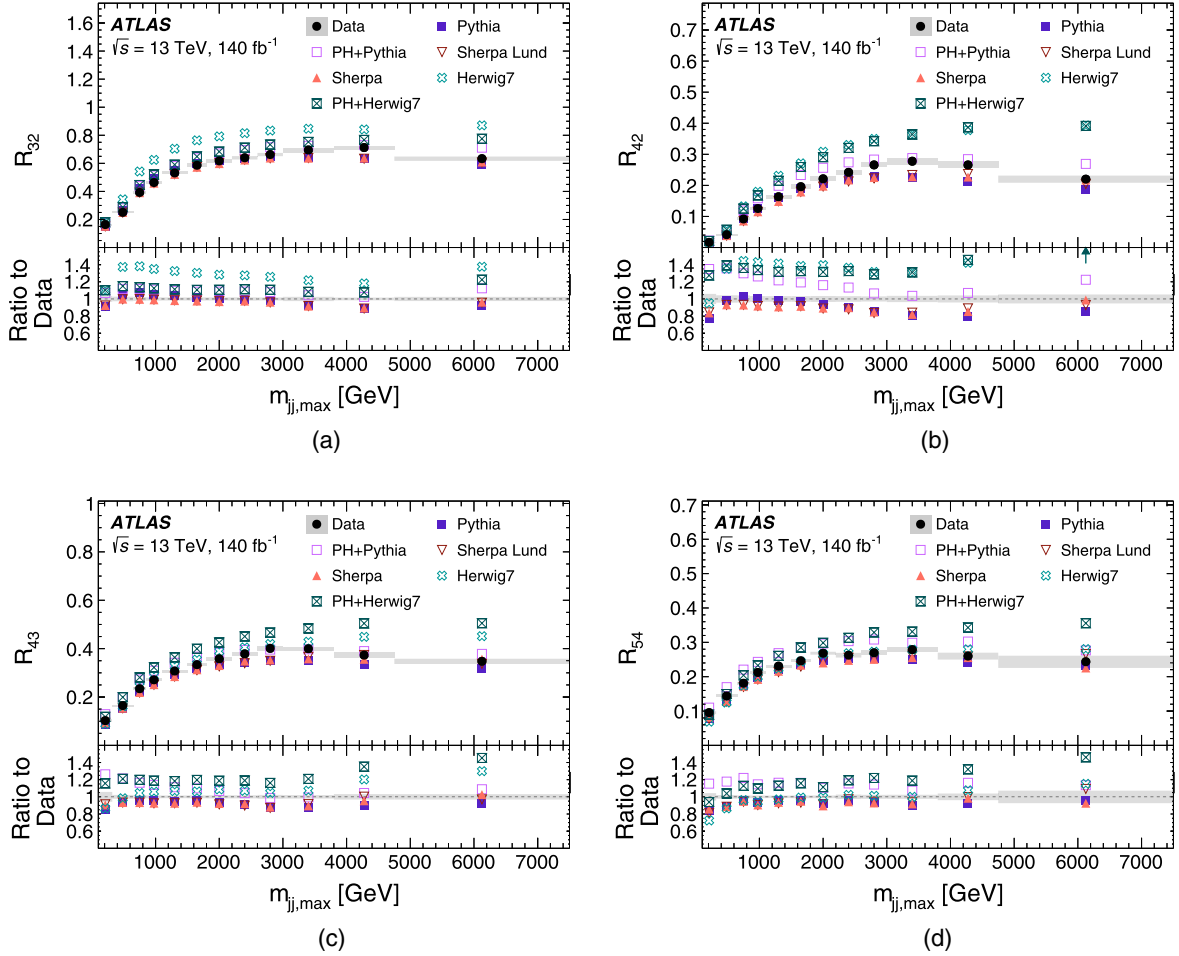 ATLAS
√s = 13 TeV, 140 fb⁻¹
Data
Pythia
PH+Pythia
Sherpa Lund
Sherpa
Herwig7
PH+Herwig7
R₃₂
1.6
1.4
1.2
1
0.8
0.6
0.4
0.2
Ratio to Data
1.4
1.2
1
0.8
0.6
1000 2000 3000 4000 5000 6000 7000
m_jj,max [GeV]
(a)
ATLAS
√s = 13 TeV, 140 fb⁻¹
Data
Pythia
PH+Pythia
Sherpa Lund
Sherpa
Herwig7
PH+Herwig7
R₄₂
0.7
0.6
0.5
0.4
0.3
0.2
0.1
Ratio to Data
1.4
1.2
1
0.8
0.6
1000 2000 3000 4000 5000 6000 7000
m_jj,max [GeV]
(b)
ATLAS
√s = 13 TeV, 140 fb⁻¹
Data
Pythia
PH+Pythia
Sherpa Lund
Sherpa
Herwig7
PH+Herwig7
R₄₃
1
0.8
0.6
0.4
0.2
Ratio to Data
1.4
1.2
1
0.8
0.6
1000 2000 3000 4000 5000 6000 7000
m_jj,max [GeV]
(c)
ATLAS
√s = 13 TeV, 140 fb⁻¹
Data
Pythia
PH+Pythia
Sherpa Lund
Sherpa
Herwig7
PH+Herwig7
R₅₄
0.7
0.6
0.5
0.4
0.3
0.2
0.1
Ratio to Data
1.4
1.2
1
0.8
0.6
1000 2000 3000 4000 5000 6000 7000
m_jj,max [GeV]
(d)